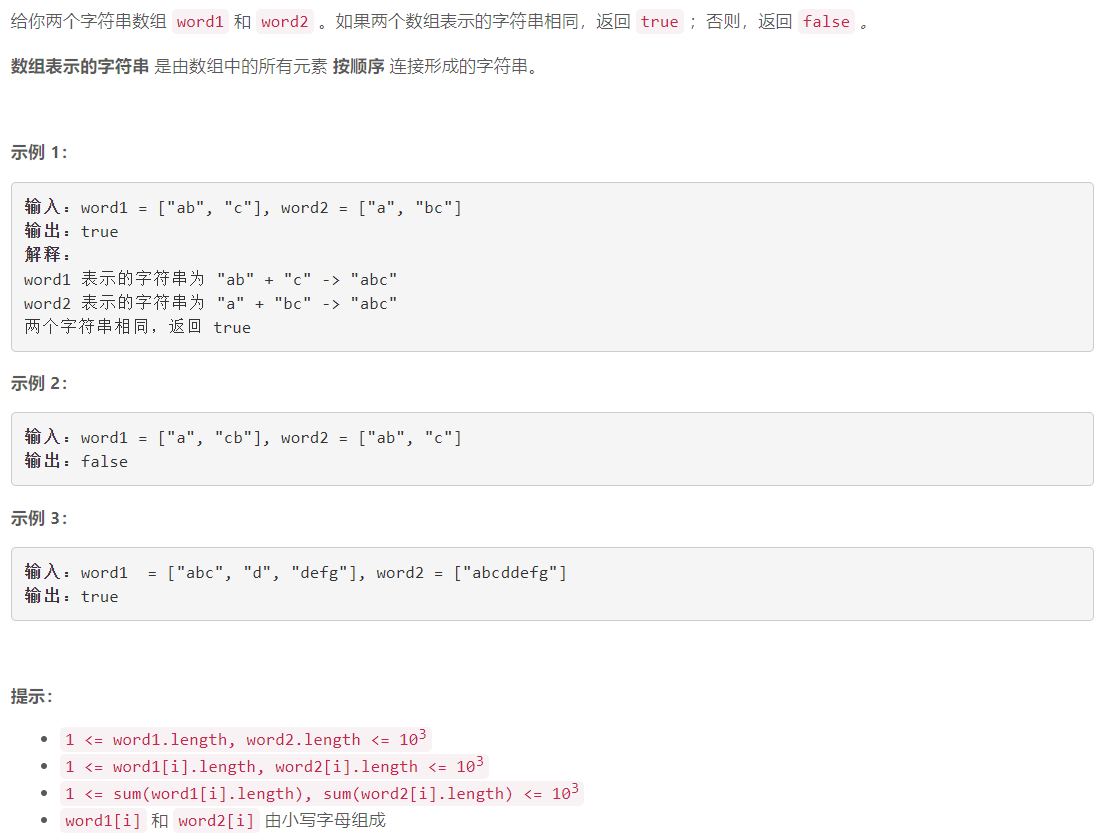 给你两个字符串数组 word1 和 word2 。如果两个数组表示的字符串相同，返回 true ；否则，返回 false 。
数组表示的字符串 是由数组中的所有元素 按顺序 连接形成的字符串。
示例 1：
输入：word1 = ["ab", "c"], word2 = ["a", "bc"]
输出：true
解释：
word1 表示的字符串为 "ab" + "c" -> "abc"
word2 表示的字符串为 "a" + "bc" -> "abc"
两个字符串相同，返回 true
示例 2：
输入：word1 = ["a", "cb"], word2 = ["ab", "c"]
输出：false
示例 3：
输入：word1  = ["abc", "d", "defg"], word2 = ["abcddefg"]
输出：true
提示：
• 1 <= word1.length, word2.length <= 10³
• 1 <= word1[i].length, word2[i].length <= 10³
• 1 <= sum(word1[i].length), sum(word2[i].length) <= 10³
• word1[i] 和 word2[i] 由小写字母组成